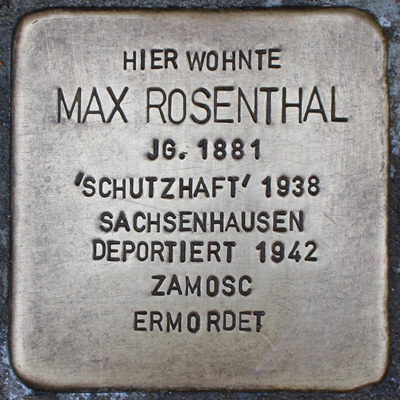 HIER WOHNTE
MAX ROSENTHAL
JG. 1881
'SCHUTZHAFT' 1938
SACHSENHAUSEN
DEPORTIERT 1942
ZAMOSC
ERMORDET